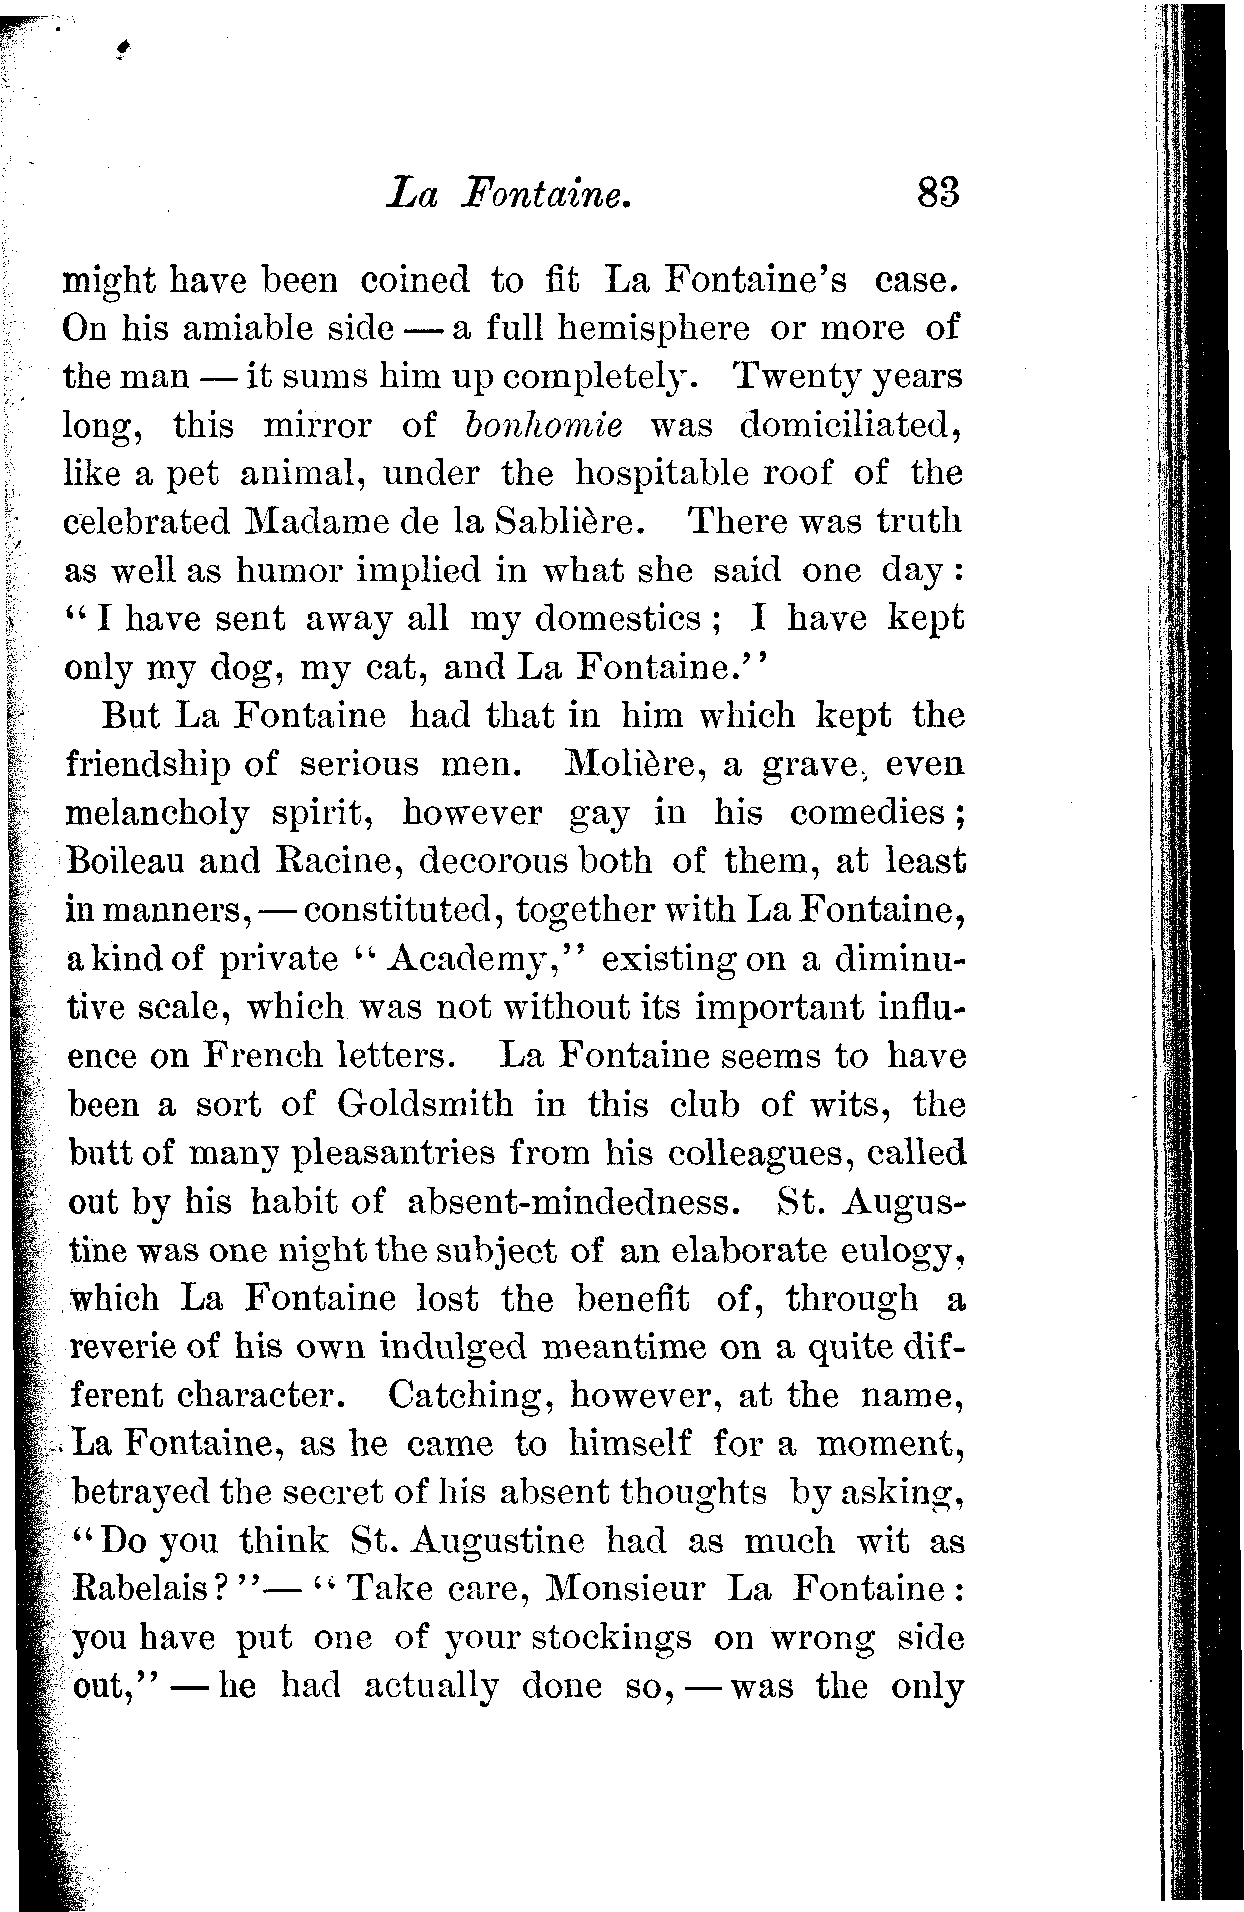 La Fontaine. 83
might have been coined to fit La Fontaine's case.
On his amiable side — a full hemisphere or more of
the man — it sums him up completely. Twenty years
long, this mirror of bonhomie was domiciliated,
like a pet animal, under the hospitable roof of the
celebrated Madame de la Sablière. There was truth
as well as humor implied in what she said one day :
“ I have sent away all my domestics ; I have kept
only my dog, my cat, and La Fontaine.”
But La Fontaine had that in him which kept the
friendship of serious men. Molière, a grave, even
melancholy spirit, however gay in his comedies ;
Boileau and Racine, decorous both of them, at least
in manners, — constituted, together with La Fontaine,
a kind of private “ Academy,” existing on a diminu-
tive scale, which was not without its important influ-
ence on French letters. La Fontaine seems to have
been a sort of Goldsmith in this club of wits, the
butt of many pleasantries from his colleagues, called
out by his habit of absent-mindedness. St. Augus-
tine was one night the subject of an elaborate eulogy,
which La Fontaine lost the benefit of, through a
reverie of his own indulged meantime on a quite dif-
ferent character. Catching, however, at the name,
La Fontaine, as he came to himself for a moment,
betrayed the secret of his absent thoughts by asking,
“Do you think St. Augustine had as much wit as
Rabelais? ”— “ Take care, Monsieur La Fontaine :
you have put one of your stockings on wrong side
out,” — he had actually done so, — was the only